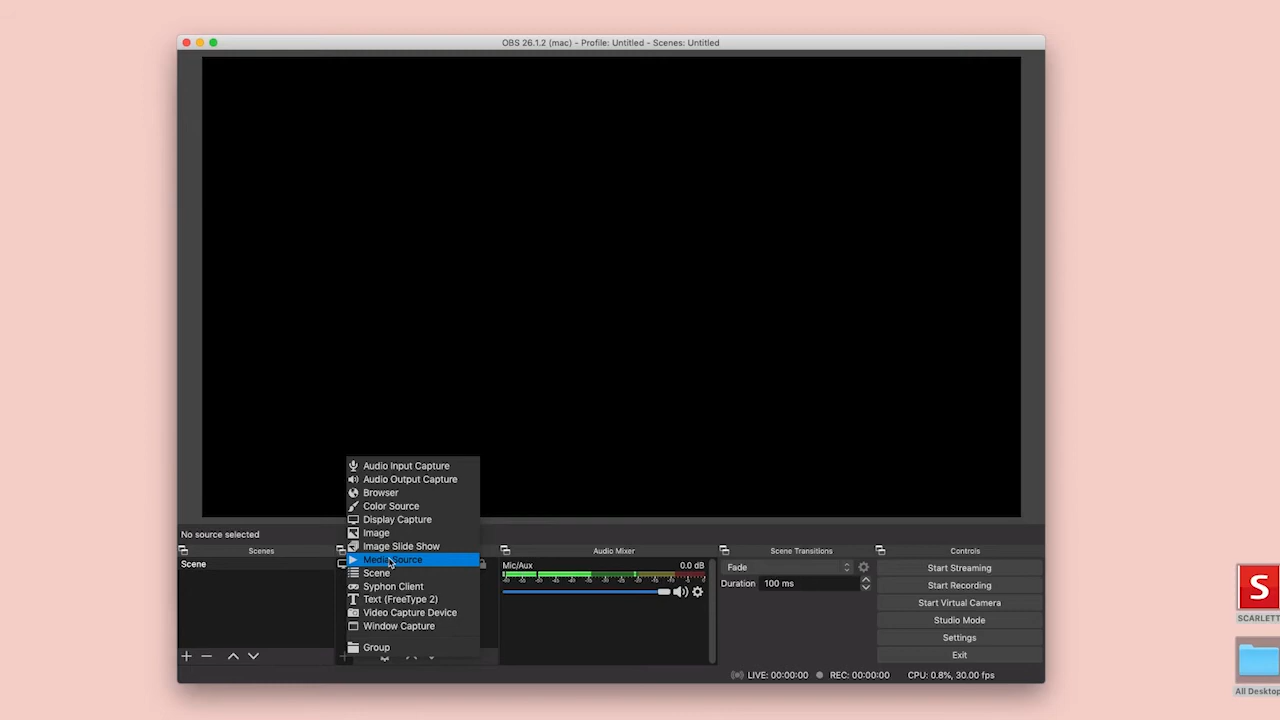 OBS 26.1.2 (mac) - Profile: Untitled - Scenes: Untitled
Audio Input Capture
Audio Output Capture
Browser
Color Source
Display Capture
Image
Image Slide Show
Media Source
Scene
Syphon Client
Text (FreeType 2)
Video Capture Device
Window Capture
Group
No source selected
Scenes
Scene
Audio Mixer
Mic/Aux
0.0 dB
Scene Transitions
Fade
Duration 100 ms
Controls
Start Streaming
Start Recording
Start Virtual Camera
Studio Mode
Settings
Exit
LIVE: 00:00:00
REC: 00:00:00
CPU: 0.8%, 30.00 fps
S
SCARLETT
All Desktop